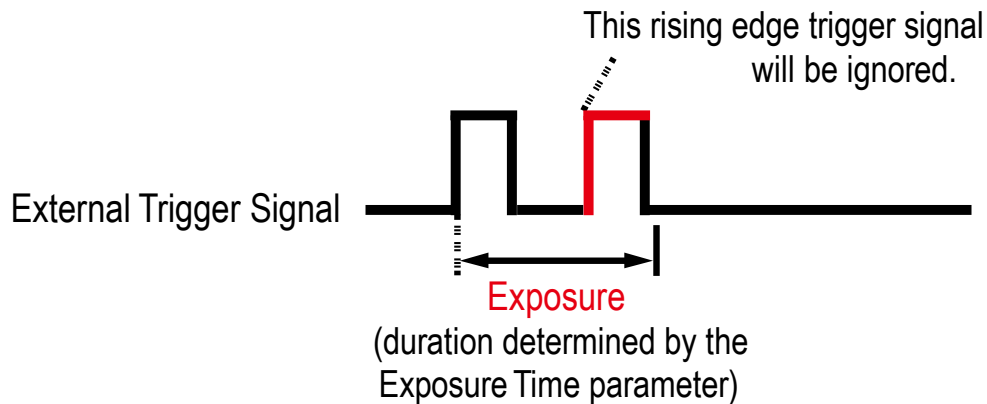 This rising edge trigger signal
will be ignored.
External Trigger Signal
Exposure
(duration determined by the
Exposure Time parameter)